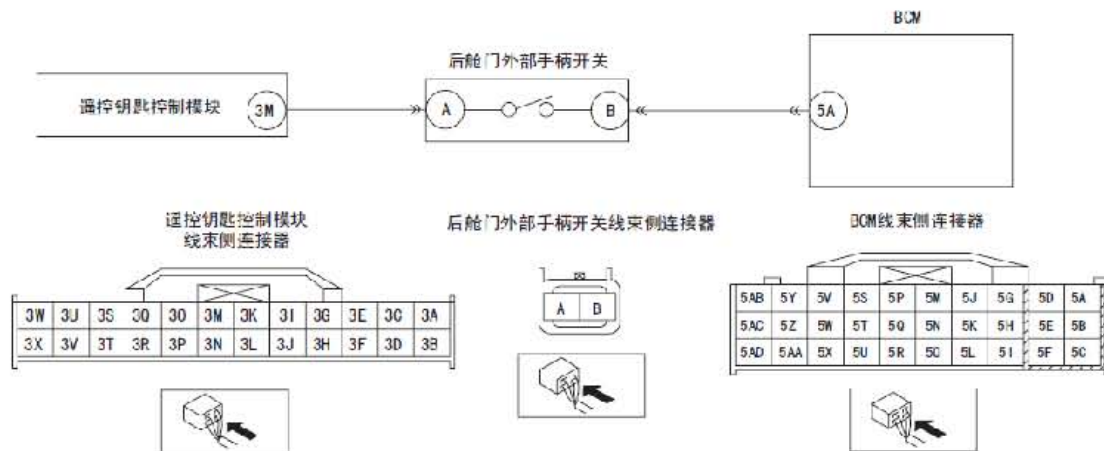 BCM
后舱门外部手柄开关
遥控钥匙控制模块 3M A B 5A
遥控钥匙控制模块
线束侧连接器
后舱门外部手柄开关线束侧连接器
BCM线束侧连接器
3W 3U 3S 3Q 3O 3M 3K 3I 3G 3E 3C 3A
3X 3V 3T 3R 3P 3N 3L 3J 3H 3F 3D 3B
A B
5AB 5Y 5V 5S 5P 5M 5J 5G 5D 5A
5AC 5Z 5W 5T 5Q 5N 5K 5H 5E 5B
5AD 5AA 5X 5U 5R 5O 5L 5I 5F 5C